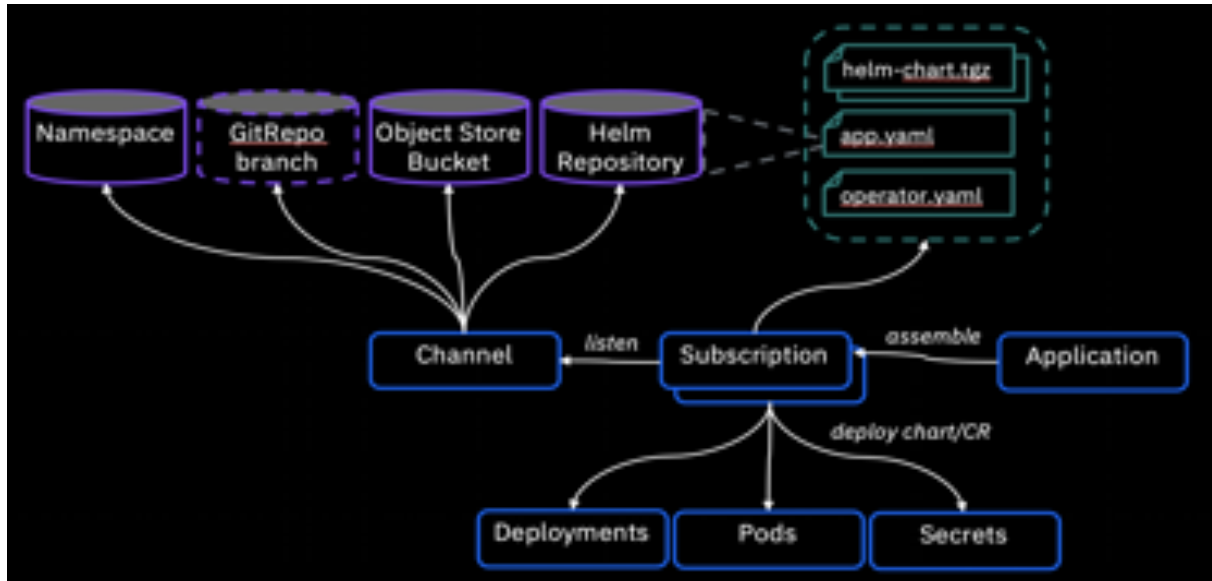 helm-chart.tgz
Namespace
GitRepo
branch
Object Store
Bucket
Helm
Repository
app.yaml
operator.yaml
Channel
listen
Subscription
assemble
Application
deploy chart/CR
Deployments
Pods
Secrets